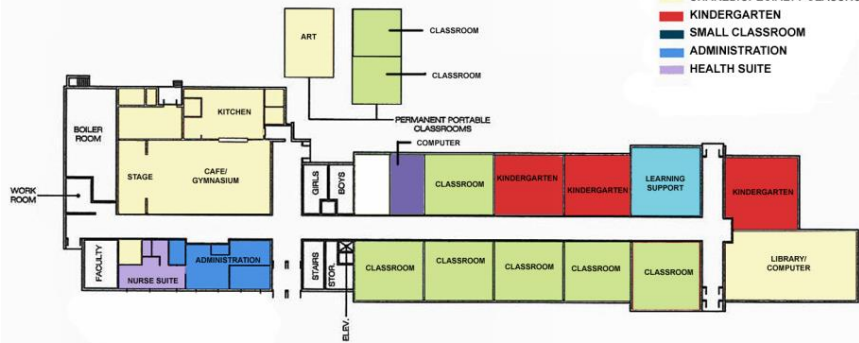 KINDERGARTEN
SMALL CLASSROOM
ADMINISTRATION
HEALTH SUITE
ART
CLASSROOM
CLASSROOM
PERMANENT PORTABLE
CLASSROOMS
COMPUTER
KITCHEN
BOILER
ROOM
STAGE
CAFE/
GYMNASIUM
WORK
ROOM
GIRLS
BOYS
CLASSROOM
KINDERGARTEN
KINDERGARTEN
LEARNING
SUPPORT
KINDERGARTEN
FACULTY
NURSE SUITE
ADMINISTRATION
STAIRS
STOR.
ELEV.
CLASSROOM
CLASSROOM
CLASSROOM
CLASSROOM
CLASSROOM
LIBRARY/
COMPUTER